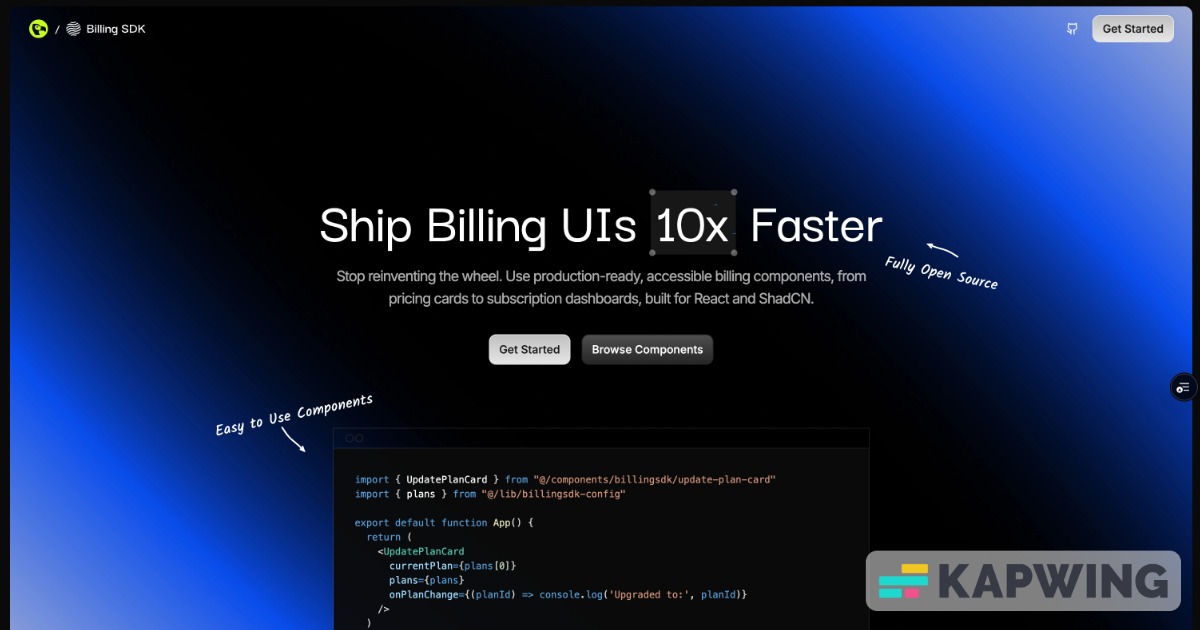 / Billing SDK
Get Started
Ship Billing UIs 10x Faster
Fully Open Source
Stop reinventing the wheel. Use production-ready, accessible billing components, from
pricing cards to subscription dashboards, built for React and ShadCN.
Get Started
Browse Components
Easy to Use Components
import { UpdatePlanCard } from "@/components/billingsdk/update-plan-card"
import { plans } from "@/lib/billingsdk-config"
export default function App() {
return (
<UpdatePlanCard
currentPlan={plans[0]}
plans={plans}
onPlanChange={(planId) => console.log('Upgraded to:', planId)}
/>
)
KAPWING